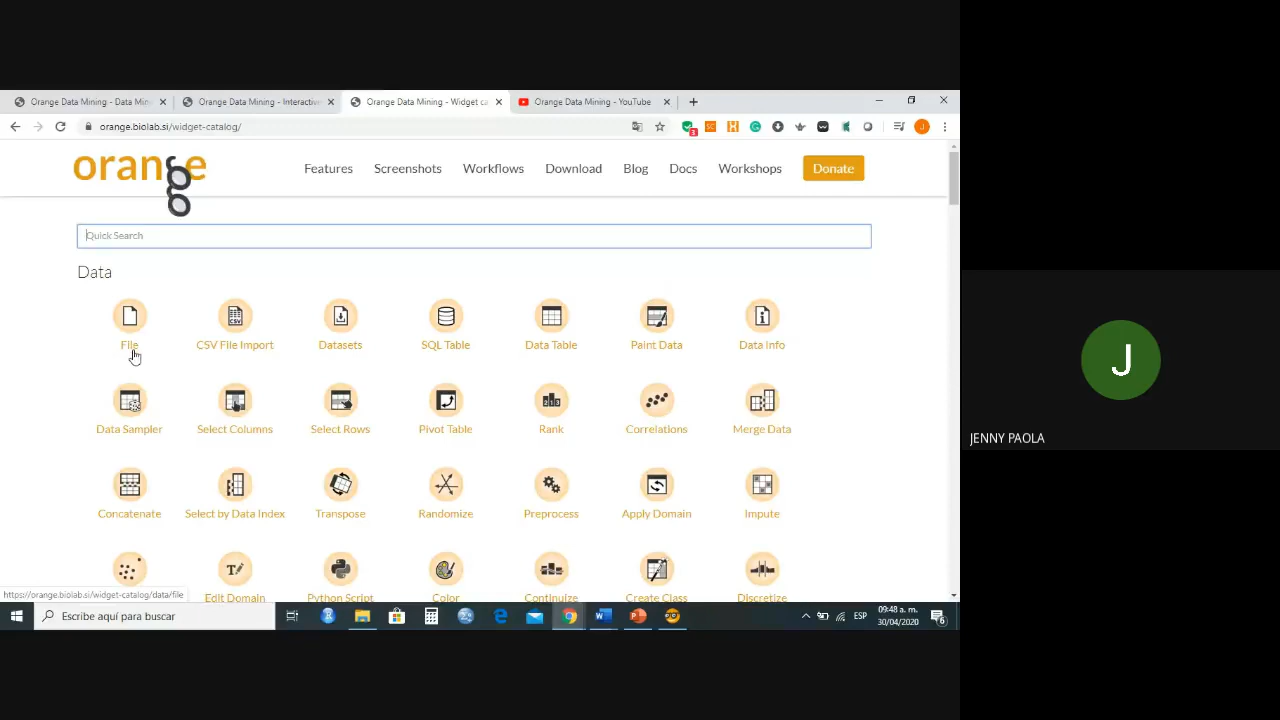 Orange Data Mining - Data Min
Orange Data Mining - Interactive
Orange Data Mining - Widget ca
Orange Data Mining - YouTube
orange.biolab.si/widget-catalog/
orange
Features
Screenshots
Workflows
Download
Blog
Docs
Workshops
Donate
Quick Search
Data
File
CSV File Import
Datasets
SQL Table
Data Table
Paint Data
Data Info
Data Sampler
Select Columns
Select Rows
Pivot Table
Rank
Correlations
Merge Data
Concatenate
Select by Data Index
Transpose
Randomize
Preprocess
Apply Domain
Impute
Edit Domain
Python Script
Color
Continuize
Create Class
Discretize
https://orange.biolab.si/widget-catalog/data/file
Escribe aquí para buscar
ESP
09:48 a. m.
30/04/2020
6
J
JENNY PAOLA